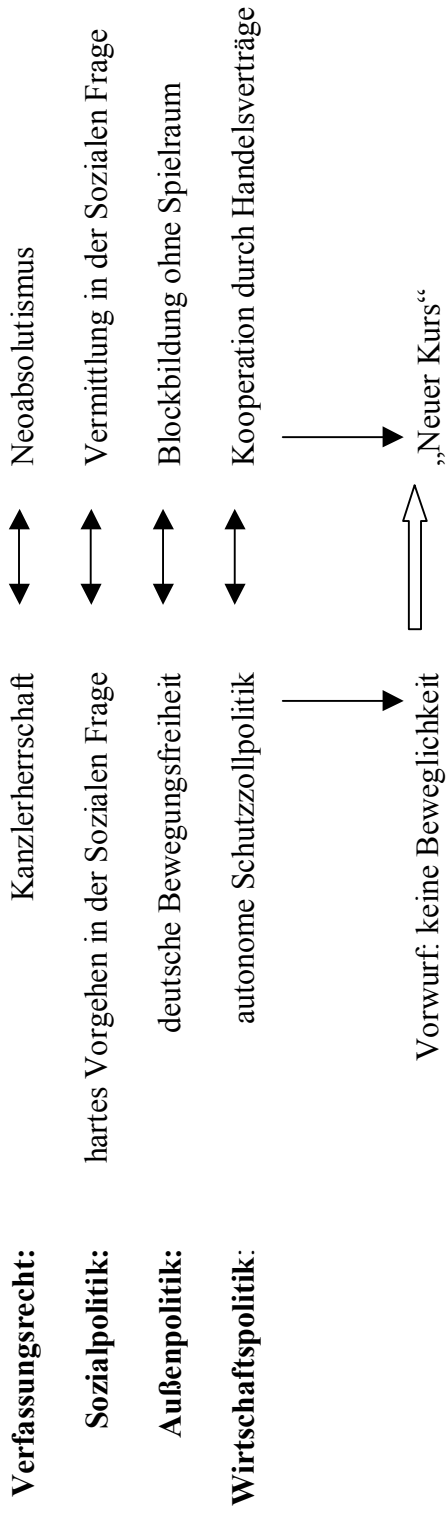 Verfassungsrecht: Kanzlerherrschaft Neoabsolutismus
Sozialpolitik: hartes Vorgehen in der Sozialen Frage Vermittlung in der Sozialen Frage
Außenpolitik: deutsche Bewegungsfreiheit Blockbildung ohne Spielraum
Wirtschaftspolitik: autonome Schutzzollpolitik Kooperation durch Handelsverträge
Vorwurf: keine Beweglichkeit „Neuer Kurs“